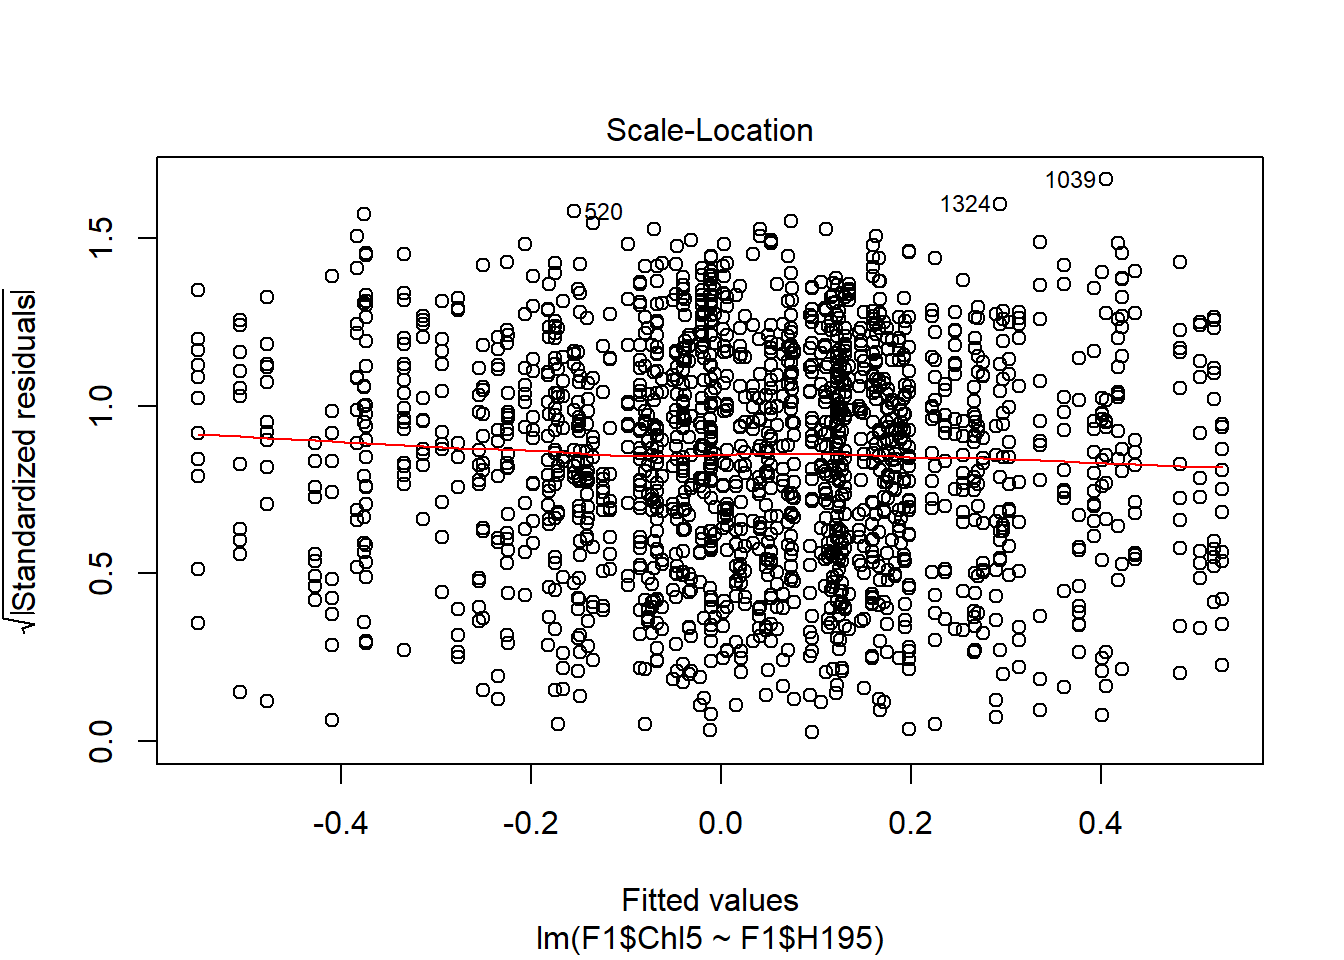 Scale-Location
√|Standardized residuals|
1.5
1.0
0.5
0.0
1039
1324
520
-0.4 -0.2 0.0 0.2 0.4
Fitted values
lm(F1$Chl5 ~ F1$H195)